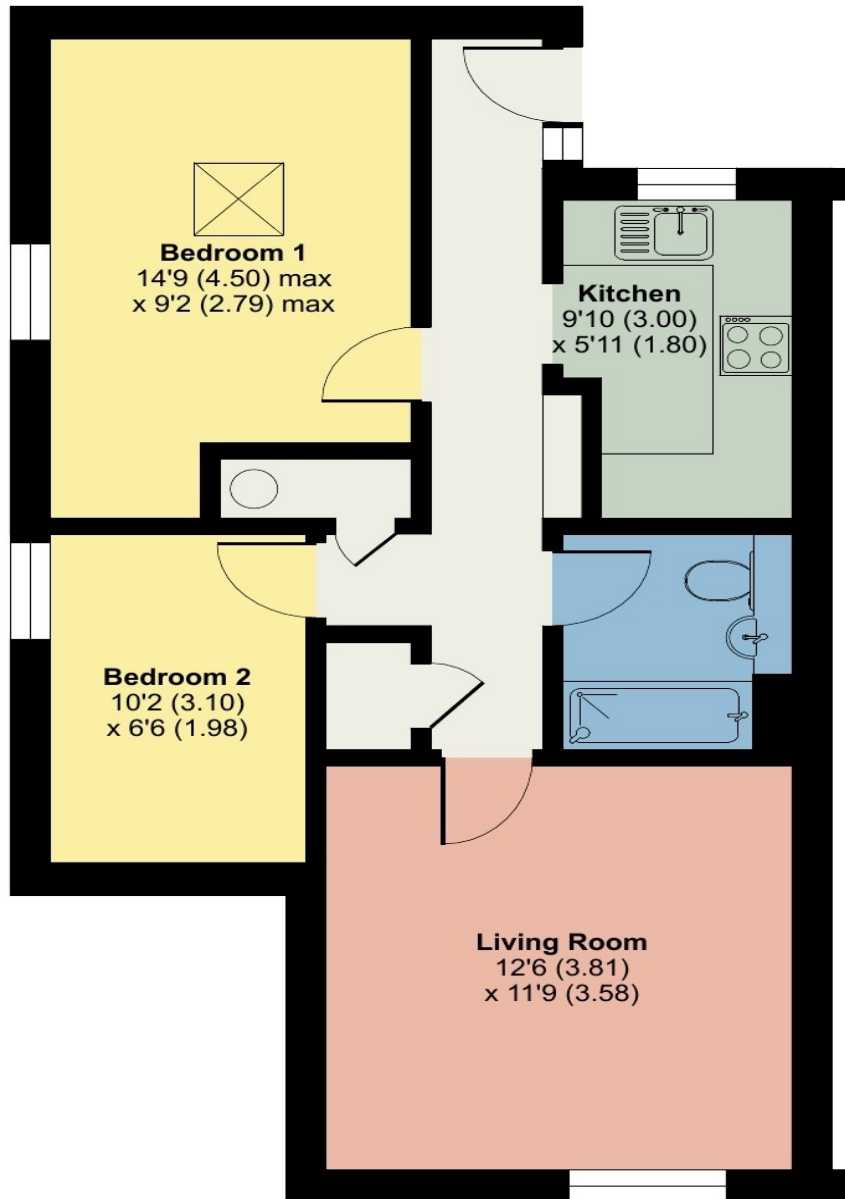 Bedroom 1
14'9 (4.50) max
x 9'2 (2.79) max
Kitchen
9'10 (3.00)
x 5'11 (1.80)
Bedroom 2
10'2 (3.10)
x 6'6 (1.98)
Living Room
12'6 (3.81)
x 11'9 (3.58)